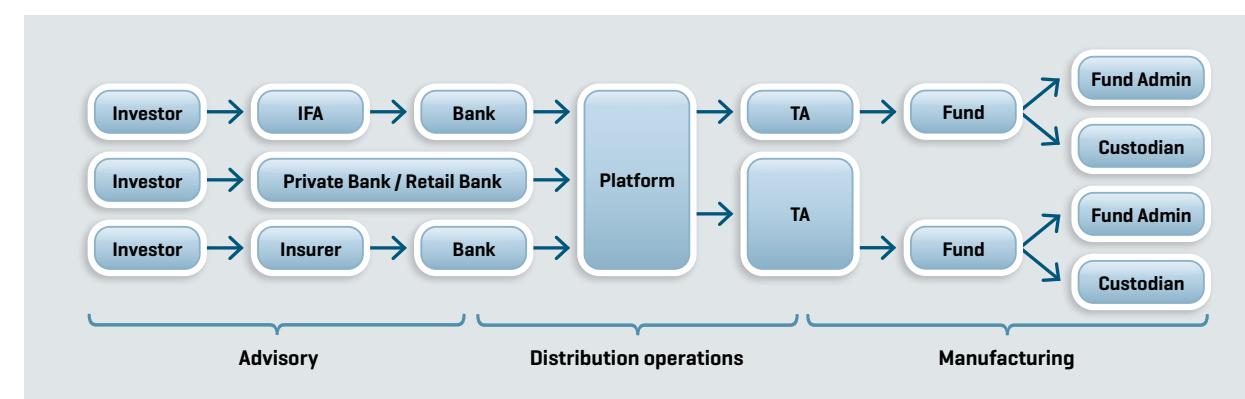 Fund Admin
Investor
IFA
Bank
TA
Fund
Custodian
Investor
Private Bank / Retail Bank
Platform
TA
Fund Admin
Investor
Insurer
Bank
Fund
Custodian
Advisory
Distribution operations
Manufacturing